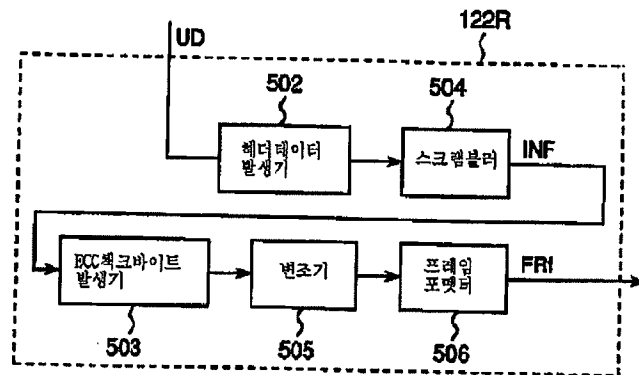 122R
UD
502
504
헤더데이터
발생기
스크램블러
INF
ECC책크바이트
발생기
변조기
프레임
포맷터
FRf
503
505
506